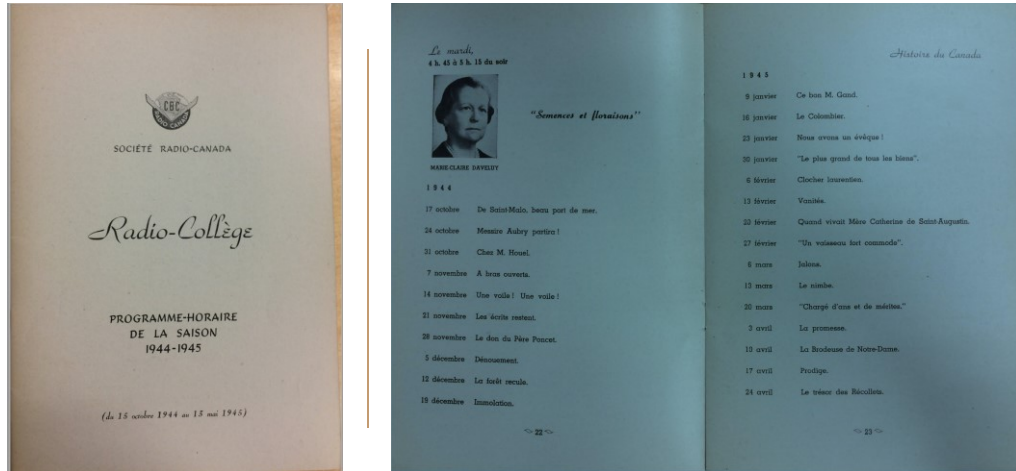 CBC
SOCIÉTÉ RADIO-CANADA
Radio-Collège
PROGRAMME-HORAIRE
DE LA SAISON
1944-1945
(du 15 octobre 1944 au 13 mai 1945)
Le mardi,
4 h. 45 à 5 h. 15 du soir
"Semences et floraisons"
MARIE-CLAIRE DAVELUY
1944
17 octobre De Saint-Malo, beau port de mer.
24 octobre Messire Aubry partira !
31 octobre Chez M. Houel.
7 novembre A bras ouverts.
14 novembre Une voile ! Une voile !
21 novembre Les écrits restent.
28 novembre Le don du Père Poncet.
5 décembre Dénouement.
12 décembre La forêt recule.
19 décembre Immolation.
22
Histoire du Canada
1945
9 janvier Ce bon M. Gand.
16 janvier Le Colombier.
23 janvier Nous avons un évêque !
30 janvier "Le plus grand de tous les biens".
6 février Clocher laurentien.
13 février Vanitée.
20 février Quand vivait Mère Catherine de Saint-Augustin.
27 février "Un vaisseau fort commode".
6 mars Jalons.
13 mars Le nimbe.
20 mars "Chargé d'ans et de mérites."
3 avril La promesse.
10 avril La Brodeuse de Notre-Dame.
17 avril Prodige.
24 avril Le trésor des Récollets.
23